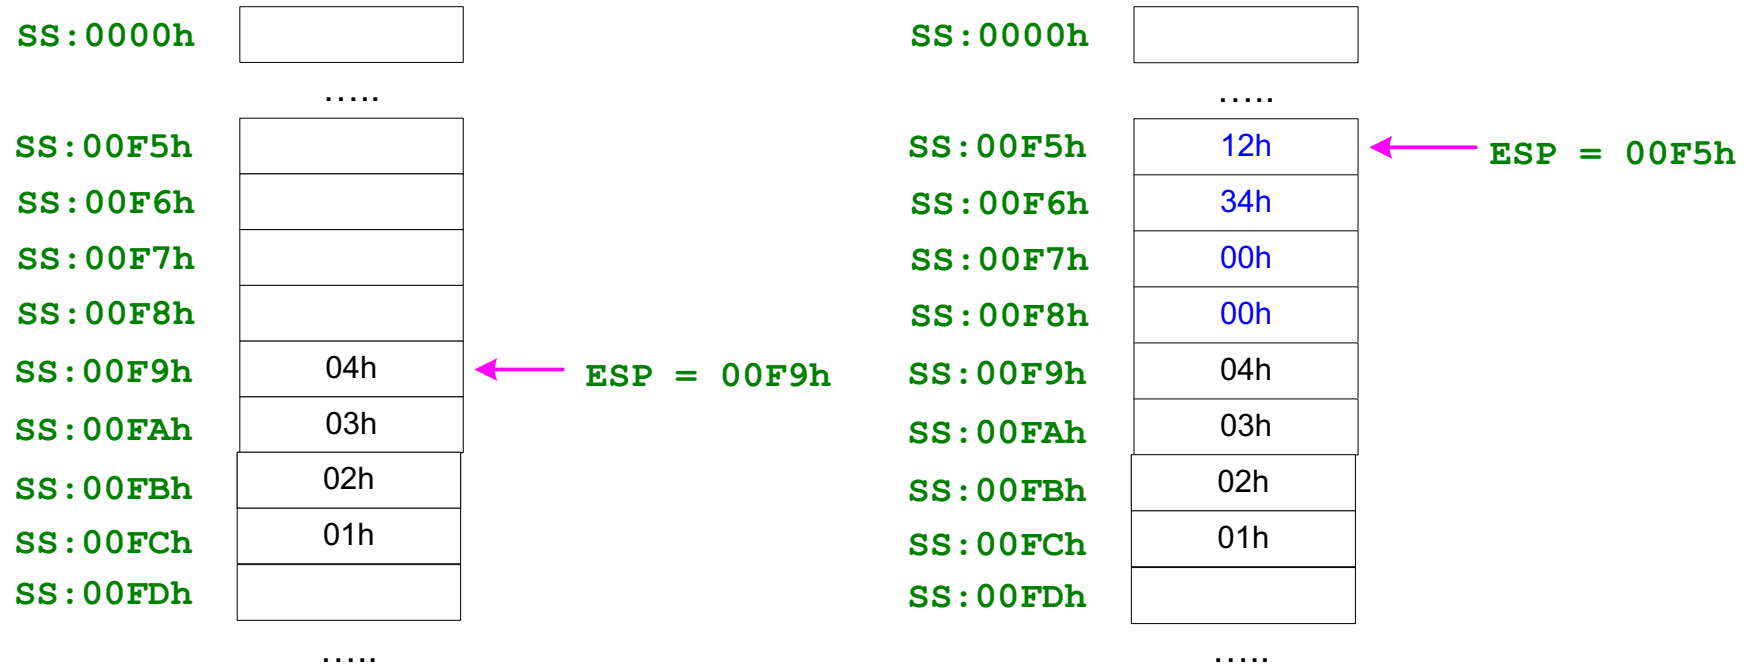 SS:0000h SS:0000h
..... .....
SS:00F5h SS:00F5h 12h ESP = 00F5h
SS:00F6h SS:00F6h 34h
SS:00F7h SS:00F7h 00h
SS:00F8h SS:00F8h 00h
SS:00F9h 04h ESP = 00F9h SS:00F9h 04h
SS:00FAh 03h SS:00FAh 03h
SS:00FBh 02h SS:00FBh 02h
SS:00FCh 01h SS:00FCh 01h
SS:00FDh SS:00FDh
..... .....